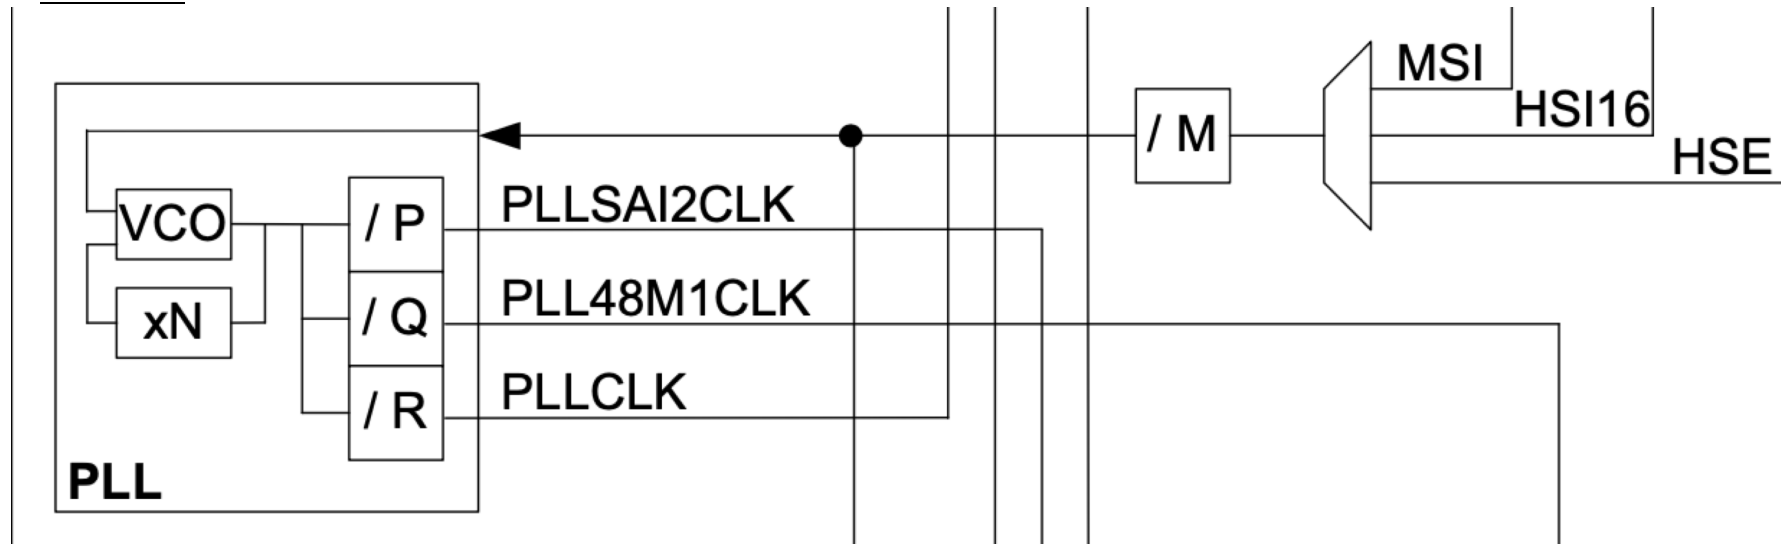 MSI
HSI16
/ M
HSE
PLLSAI2CLK
VCO
/ P
PLL48M1CLK
xN
/ Q
PLLCLK
/ R
PLL